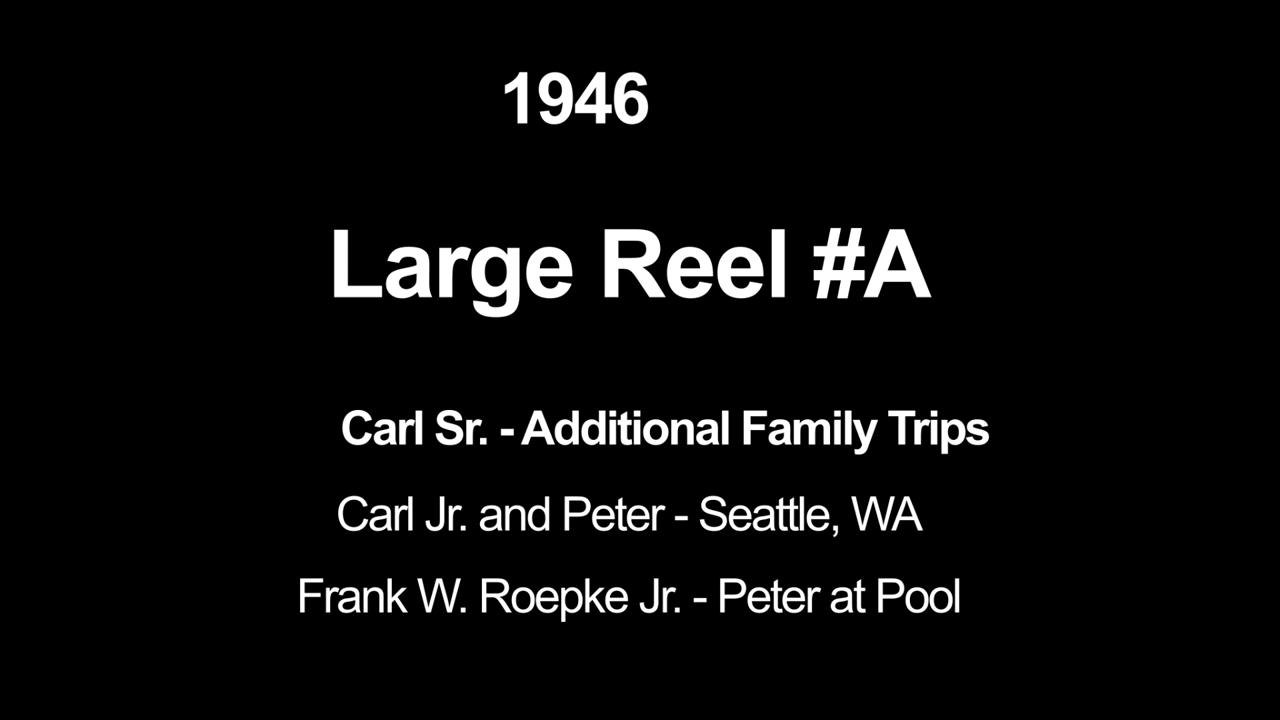 1946
Large Reel #A
Carl Sr. - Additional Family Trips
Carl Jr. and Peter - Seattle, WA
Frank W. Roepke Jr. - Peter at Pool